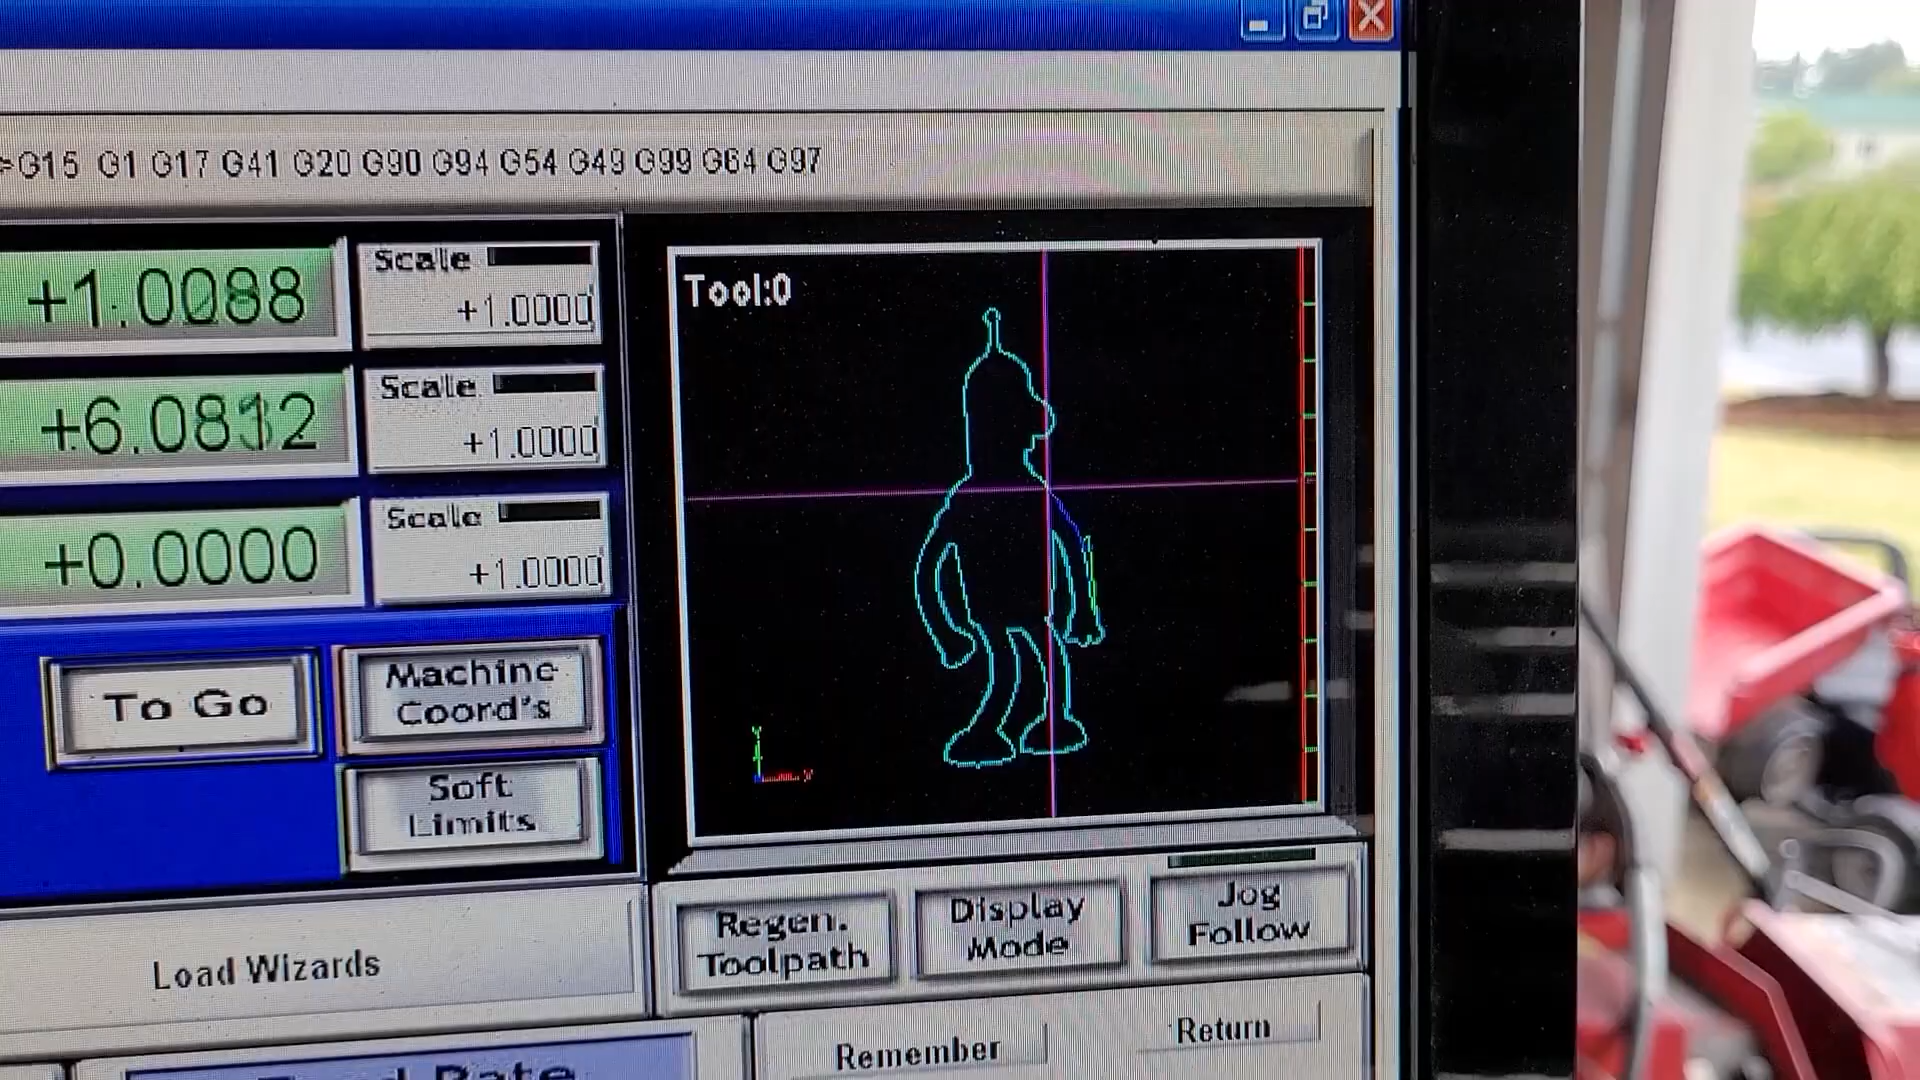 G15 G1 G17 G41 G20 G90 G94 G54 G49 G99 G64 G97
+1.0088
Scale
+1.0000
Tool:0
Scale
+1.0000
Scale
+0.0000
+1.0000
To Go
Machine
Coord's
Soft
Limits
Regen.
Toolpath
Display
Mode
Jog
Follow
Load Wizards
Remember
Return